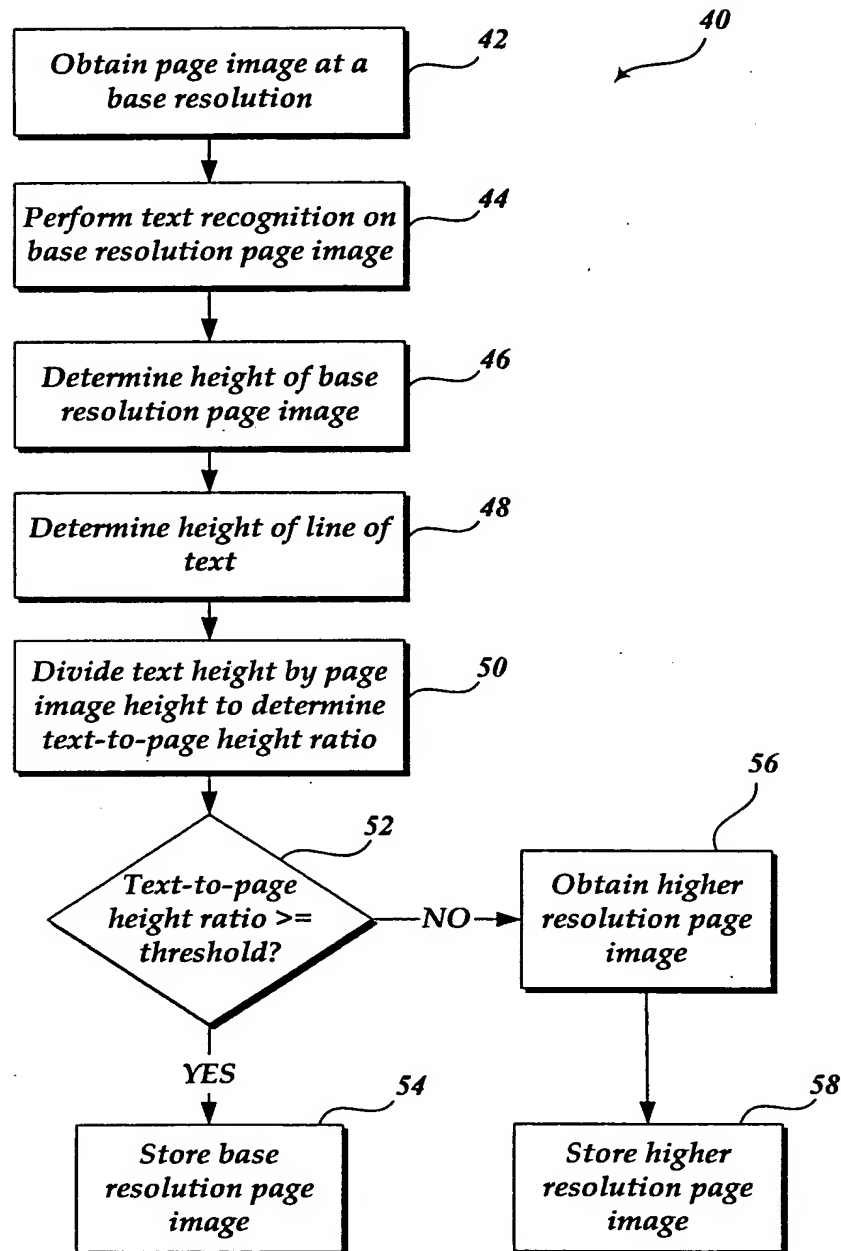 40
Obtain page image at a
base resolution
42
Perform text recognition on
base resolution page image
44
Determine height of base
resolution page image
46
Determine height of line of
text
48
Divide text height by page
image height to determine
text-to-page height ratio
50
Text-to-page
height ratio >=
threshold?
52
NO
Obtain higher
resolution page
image
56
YES
Store base
resolution page
image
54
Store higher
resolution page
image
58